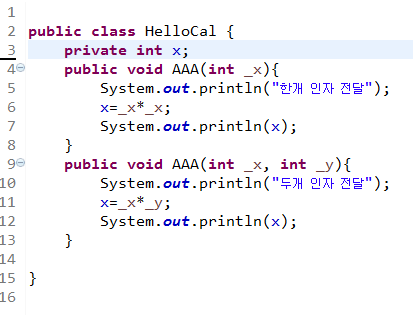 1
2 public class HelloCal {
3     private int x;
4     public void AAA(int _x){
5         System.out.println("한개 인자 전달");
6         x=_x*_x;
7         System.out.println(x);
8     }
9     public void AAA(int _x, int _y){
10         System.out.println("두개 인자 전달");
11         x=_x*_y;
12         System.out.println(x);
13     }
14
15 }
16